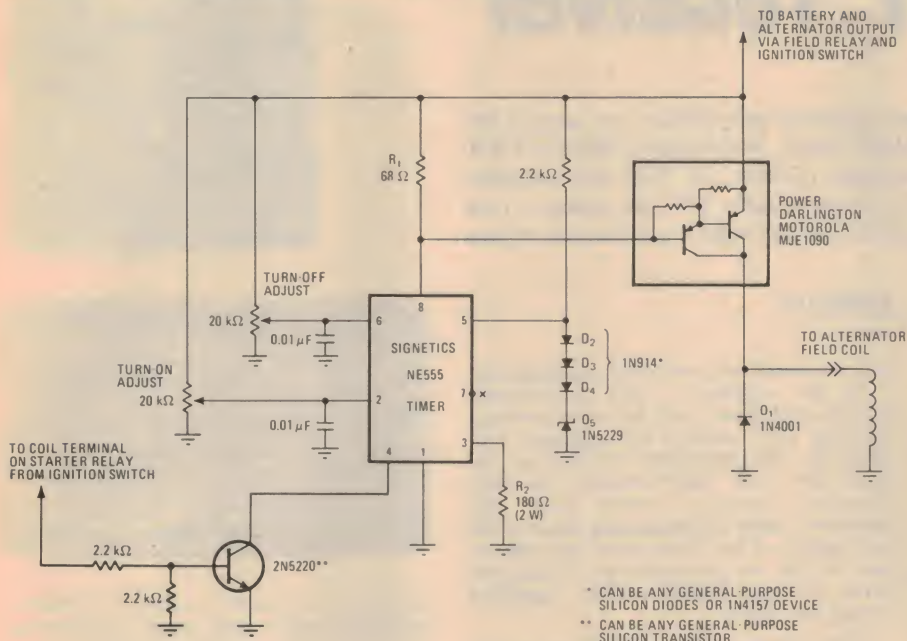 TO BATTERY AND
ALTERNATOR OUTPUT
VIA FIELD RELAY AND
IGNITION SWITCH
R1
68 Ω
2.2 kΩ
POWER
DARLINGTON
MOTOROLA
MJE1090
TURN-OFF
ADJUST
20 kΩ
0.01 μF
TURN-ON
ADJUST
20 kΩ
0.01 μF
8
6
5
SIGNETICS
NE555
TIMER
7
x
2
3
4
1
D2
D3
D4
1N914*
D5
1N5229
TO ALTERNATOR
FIELD COIL
D1
1N4001
R2
180 Ω
(2 W)
TO COIL TERMINAL
ON STARTER RELAY
FROM IGNITION SWITCH
2.2 kΩ
2.2 kΩ
2N5220**
* CAN BE ANY GENERAL-PURPOSE
SILICON DIODES OR 1N4157 DEVICE
** CAN BE ANY GENERAL-PURPOSE
SILICON TRANSISTOR